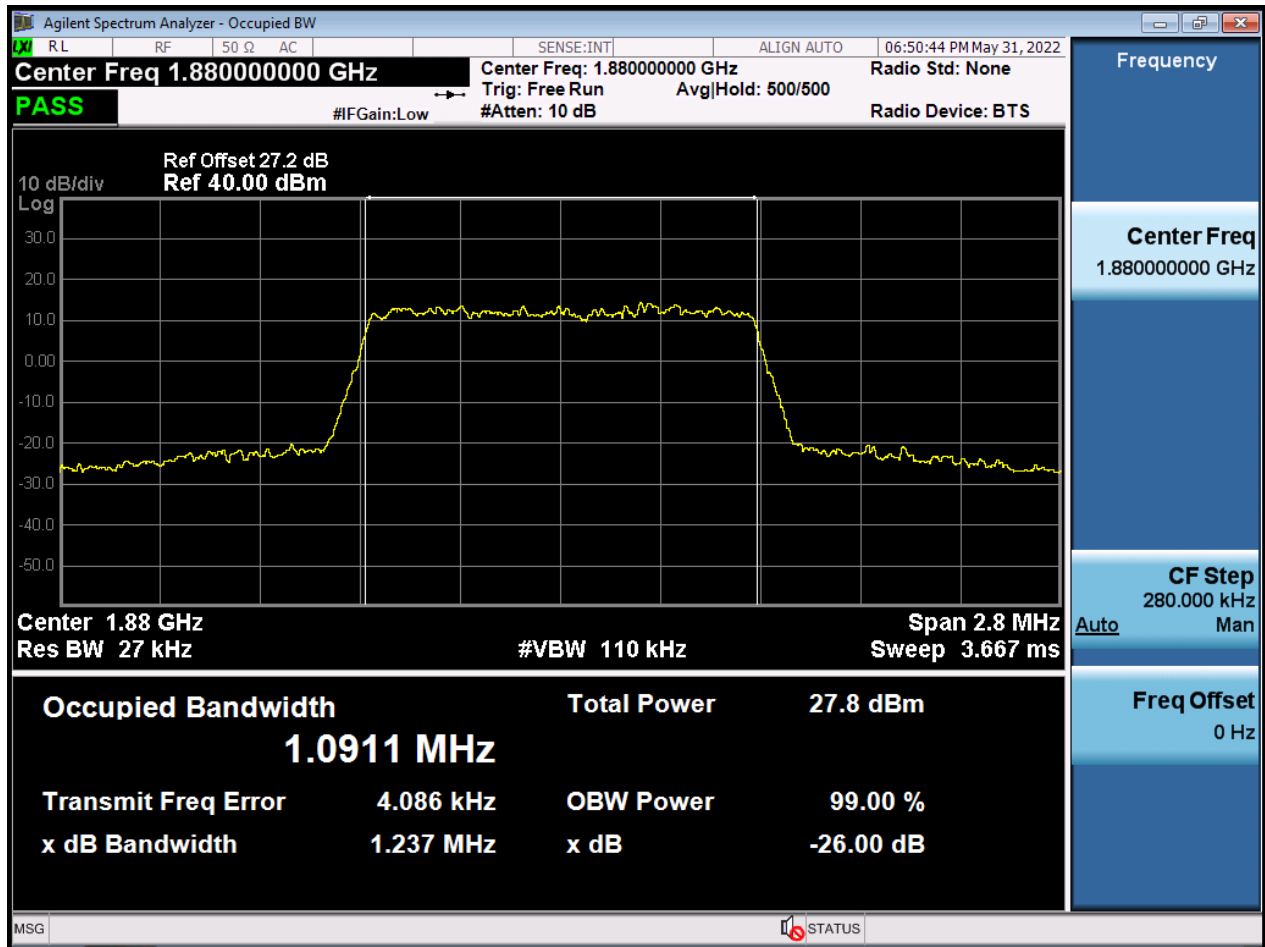 Agilent Spectrum Analyzer - Occupied BW
LXI RL RF 50 Ω AC SENSE:INT ALIGN AUTO 06:50:44 PM May 31, 2022
Center Freq 1.880000000 GHz
Center Freq: 1.880000000 GHz Radio Std: None
Trig: Free Run Avg|Hold: 500/500
PASS #IFGain:Low #Atten: 10 dB Radio Device: BTS
Ref Offset 27.2 dB
10 dB/div Ref 40.00 dBm
Log
30.0
20.0
10.0
0.00
-10.0
-20.0
-30.0
-40.0
-50.0
Center 1.88 GHz Span 2.8 MHz
Res BW 27 kHz #VBW 110 kHz Sweep 3.667 ms
Occupied Bandwidth Total Power 27.8 dBm
1.0911 MHz
Transmit Freq Error 4.086 kHz OBW Power 99.00 %
x dB Bandwidth 1.237 MHz x dB -26.00 dB
MSG STATUS
Frequency
Center Freq
1.880000000 GHz
CF Step
280.000 kHz
Auto Man
Freq Offset
0 Hz